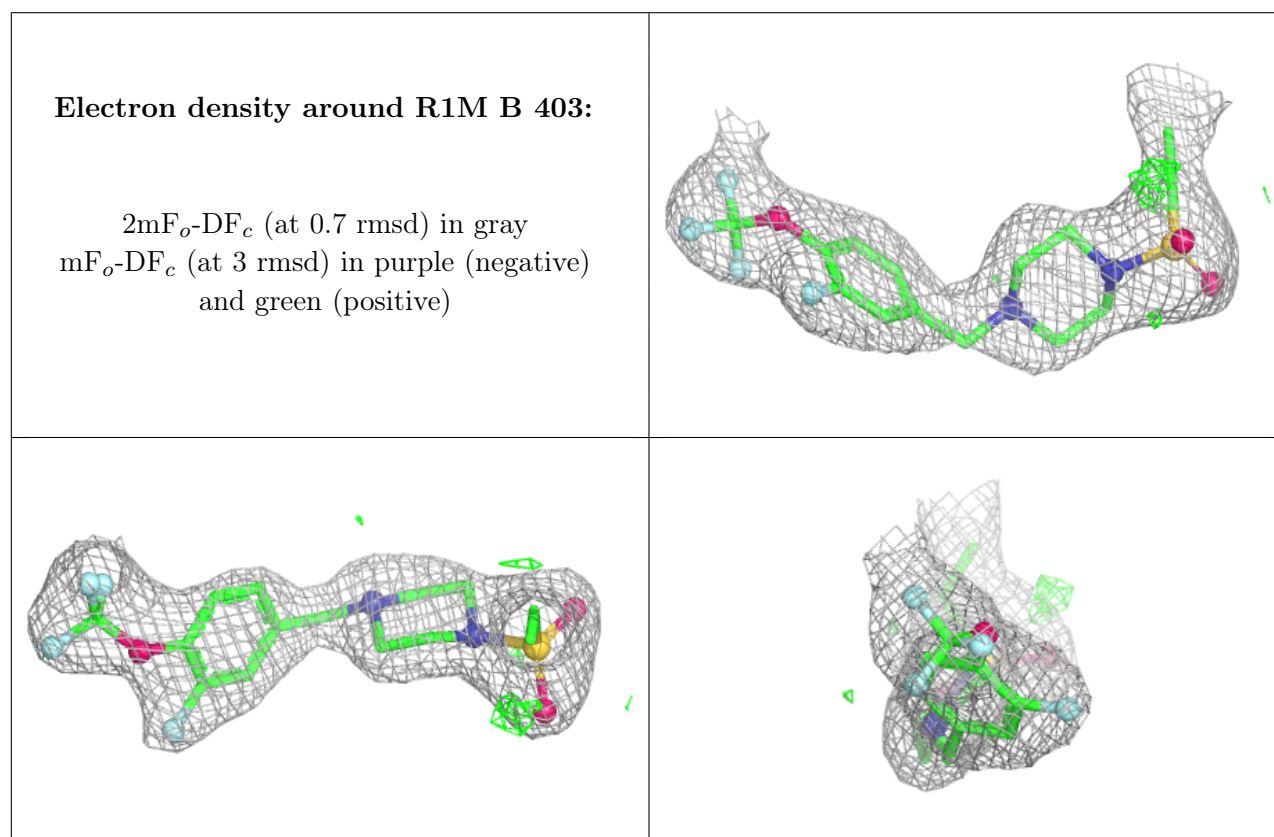 Electron density around R1M B 403:
2mFo-DFc (at 0.7 rmsd) in gray
mFo-DFc (at 3 rmsd) in purple (negative)
and green (positive)